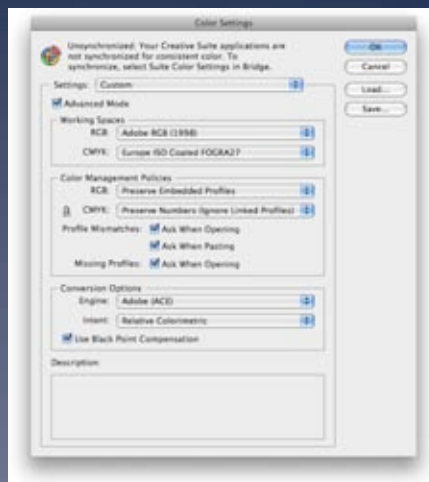 Color Settings
Unsynchronized: Your Creative Suite applications are
not synchronized for consistent color. To
synchronize, select Suite Color Settings in Bridge.
OK
Cancel
Load...
Save...
Settings: Custom
Advanced Mode
Working Spaces
RGB: Adobe RGB (1998)
CMYK: Europe ISO Coated FOGRA27
Color Management Policies
RGB: Preserve Embedded Profiles
CMYK: Preserve Numbers (Ignore Linked Profiles)
Profile Mismatches: Ask When Opening
Ask When Pasting
Missing Profiles: Ask When Opening
Conversion Options
Engine: Adobe (ACE)
Intent: Relative Colorimetric
Use Black Point Compensation
Description: